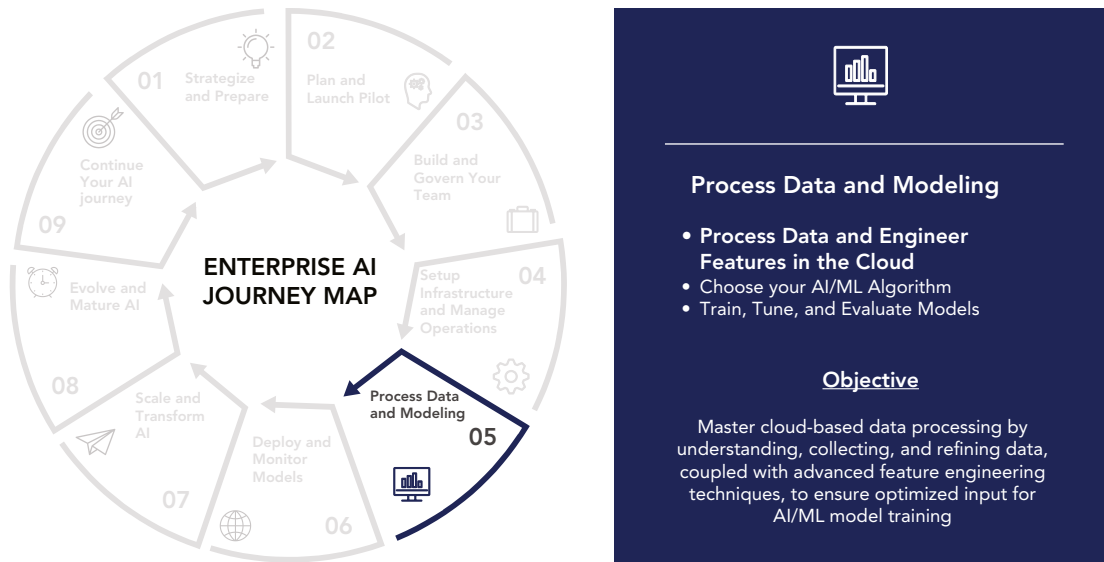 01
Strategize
and Prepare
02
Plan and
Launch Pilot
03
Build and
Govern Your
Team
Setup
Infrastructure
and Manage
Operations
04
Process Data
and Modeling
05
Deploy and
Monitor
Models
06
Scale and
Transform
AI
07
Evolve and
Mature AI
08
Continue
Your AI
journey
09
ENTERPRISE AI
JOURNEY MAP
Process Data and Modeling
• Process Data and Engineer
Features in the Cloud
• Choose your AI/ML Algorithm
• Train, Tune, and Evaluate Models
Objective
Master cloud-based data processing by
understanding, collecting, and refining data,
coupled with advanced feature engineering
techniques, to ensure optimized input for
AI/ML model training